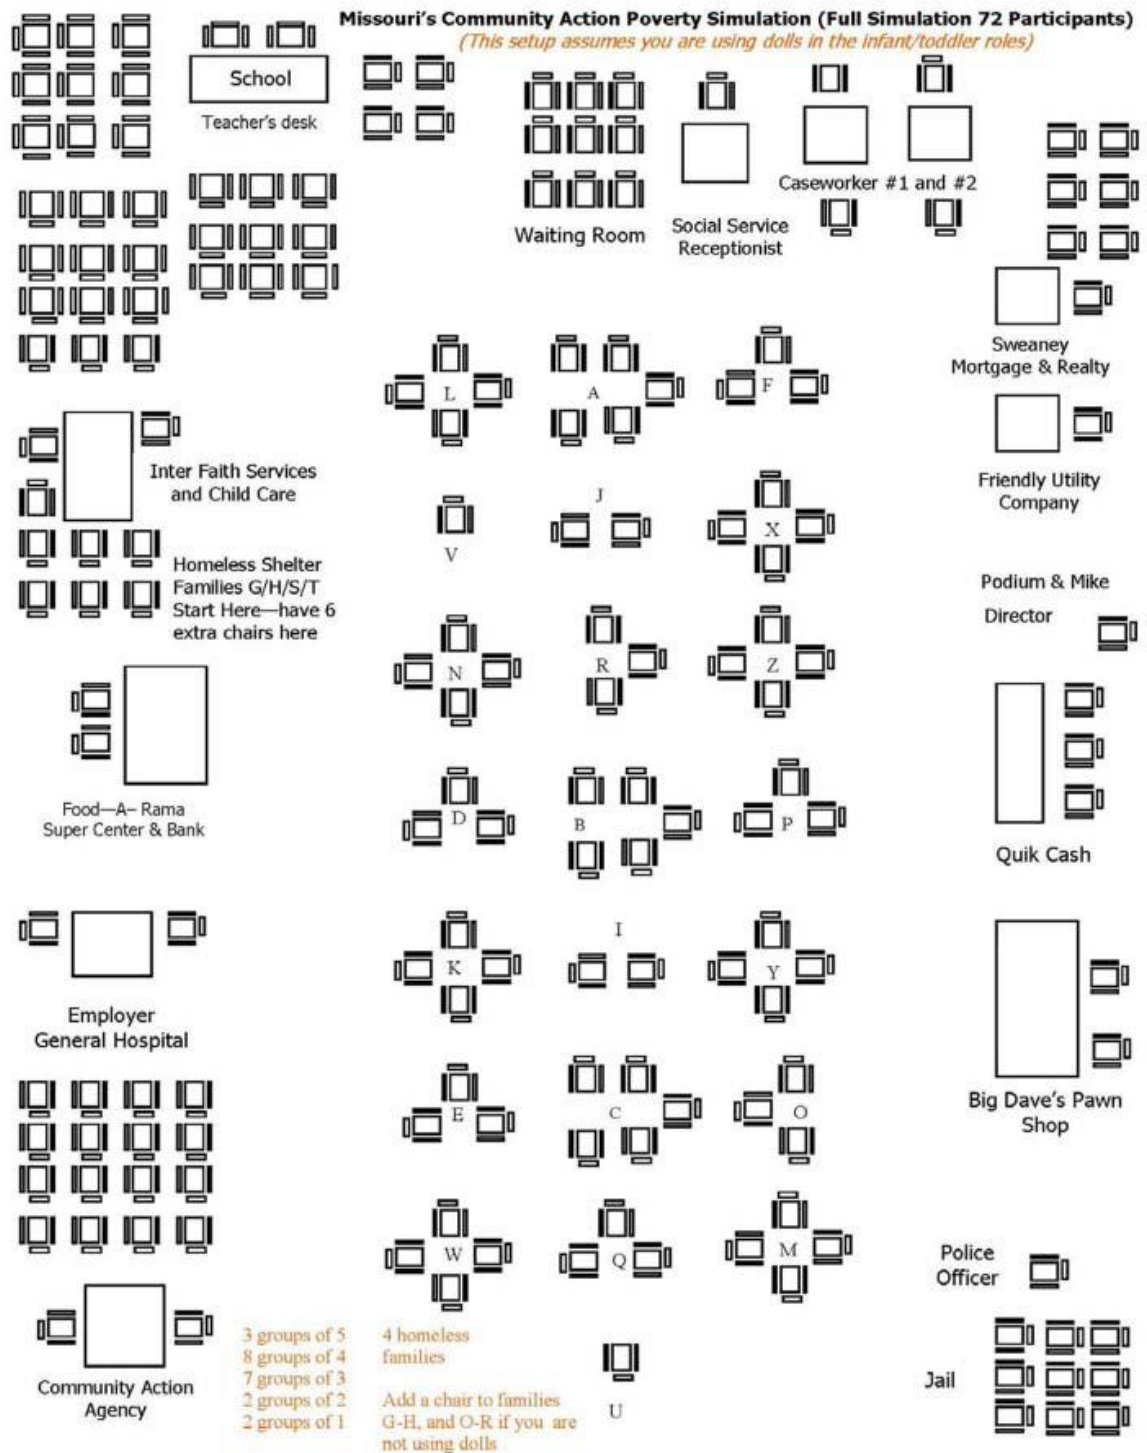 Missouri's Community Action Poverty Simulation (Full Simulation 72 Participants)
(This setup assumes you are using dolls in the infant/toddler roles)
School
Teacher's desk
Waiting Room
Social Service
Receptionist
Caseworker #1 and #2
Sweaney
Mortgage & Realty
L
A
F
Friendly Utility
Company
Inter Faith Services
and Child Care
J
V
X
Homeless Shelter
Families G/H/S/T
Start Here—have 6
extra chairs here
Podium & Mike
Director
N
R
Z
Food—A– Rama
Super Center & Bank
D
B
P
Quik Cash
I
K
Y
Employer
General Hospital
E
C
O
Big Dave's Pawn
Shop
W
Q
M
Police
Officer
Jail
Community Action
Agency
3 groups of 5
8 groups of 4
7 groups of 3
2 groups of 2
2 groups of 1
4 homeless
families
Add a chair to families
G-H, and O-R if you are
not using dolls
U